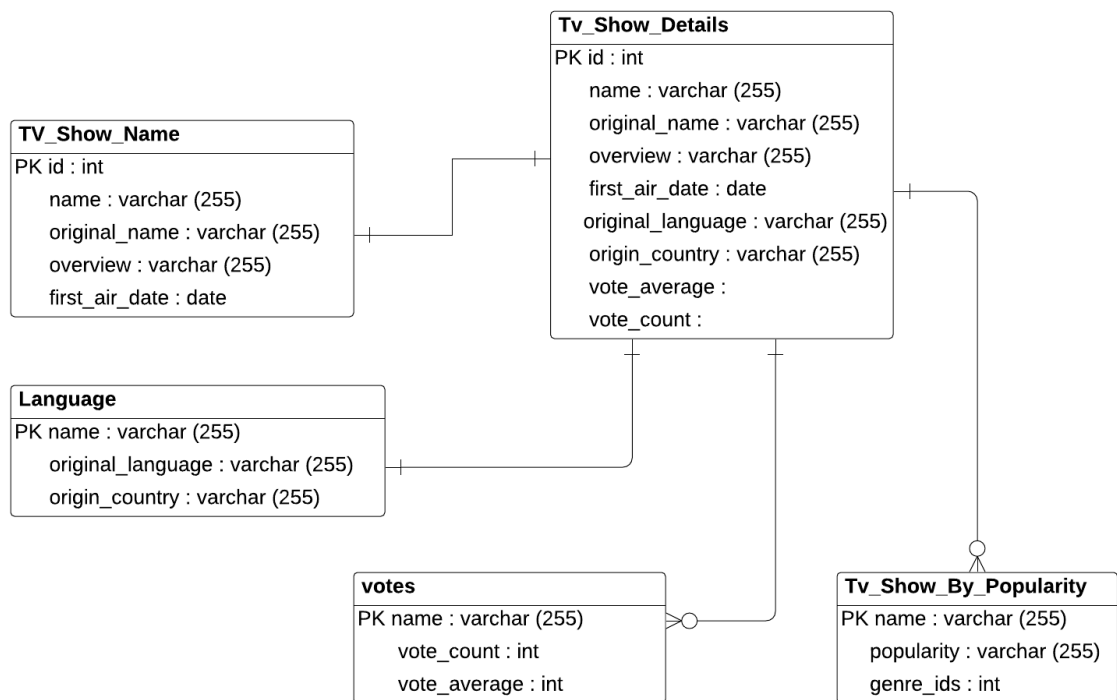 Tv_Show_Details
PK id : int
name : varchar (255)
original_name : varchar (255)
overview : varchar (255)
first_air_date : date
original_language : varchar (255)
origin_country : varchar (255)
vote_average :
vote_count :
TV_Show_Name
PK id : int
name : varchar (255)
original_name : varchar (255)
overview : varchar (255)
first_air_date : date
Language
PK name : varchar (255)
original_language : varchar (255)
origin_country : varchar (255)
votes
PK name : varchar (255)
vote_count : int
vote_average : int
Tv_Show_By_Popularity
PK name : varchar (255)
popularity : varchar (255)
genre_ids : int